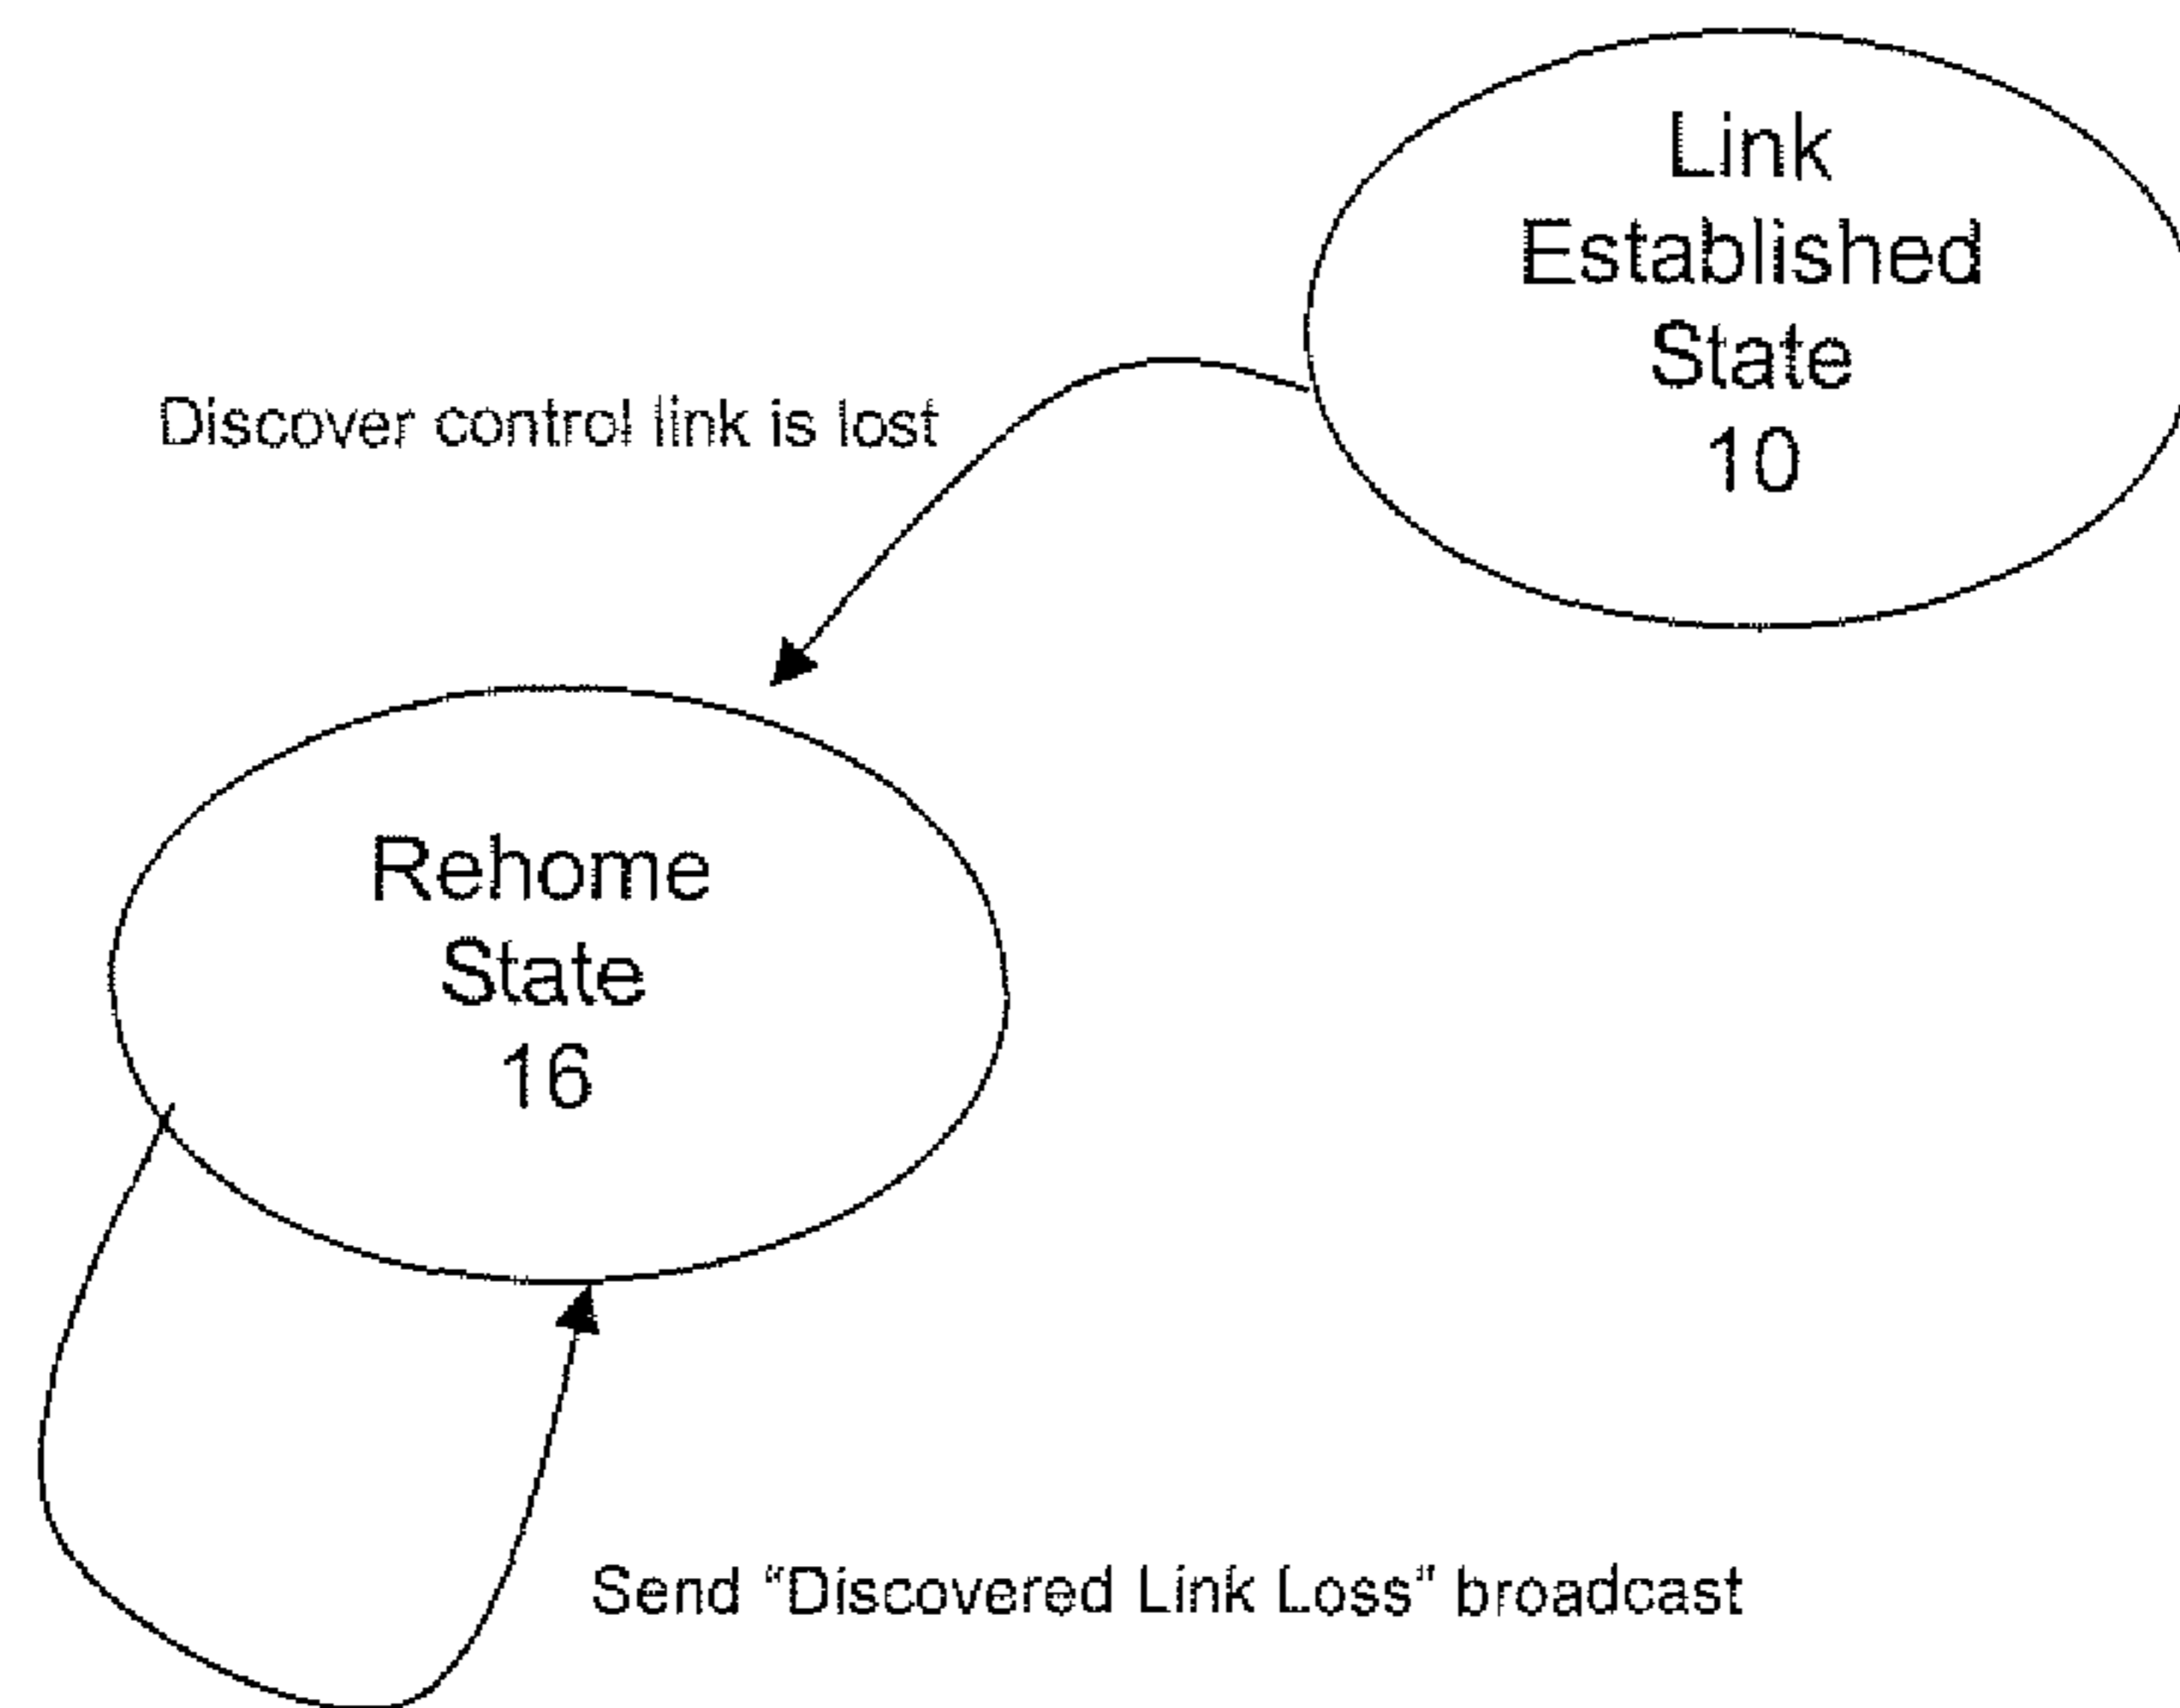 Link
Established
State
10
Discover control link is lost
Rehome
State
16
Send “Discovered Link Loss” broadcast